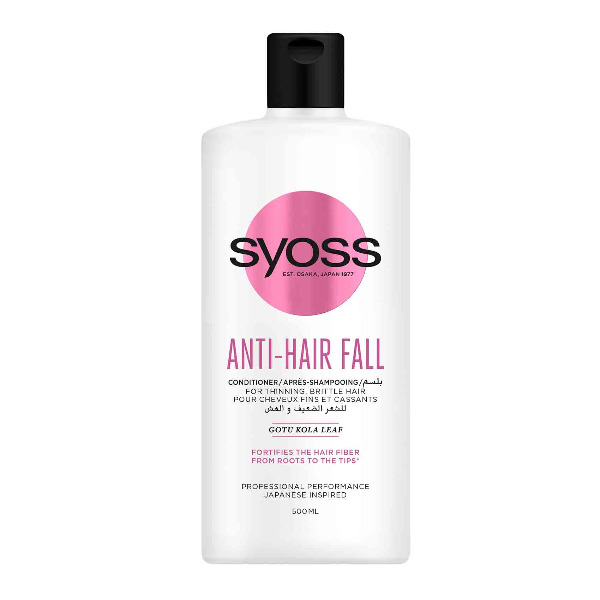 syoss
EST. OSAKA, JAPAN 1977
ANTI-HAIR FALL
CONDITIONER/APRÈS-SHAMPOOING/بلسم
FOR THINNING, BRITTLE HAIR
POUR CHEVEUX FINS ET CASSANTS
للشعر الضعيف و الهش
GOTU KOLA LEAF
FORTIFIES THE HAIR FIBER
FROM ROOTS TO THE TIPS*
PROFESSIONAL PERFORMANCE
JAPANESE INSPIRED
500ML